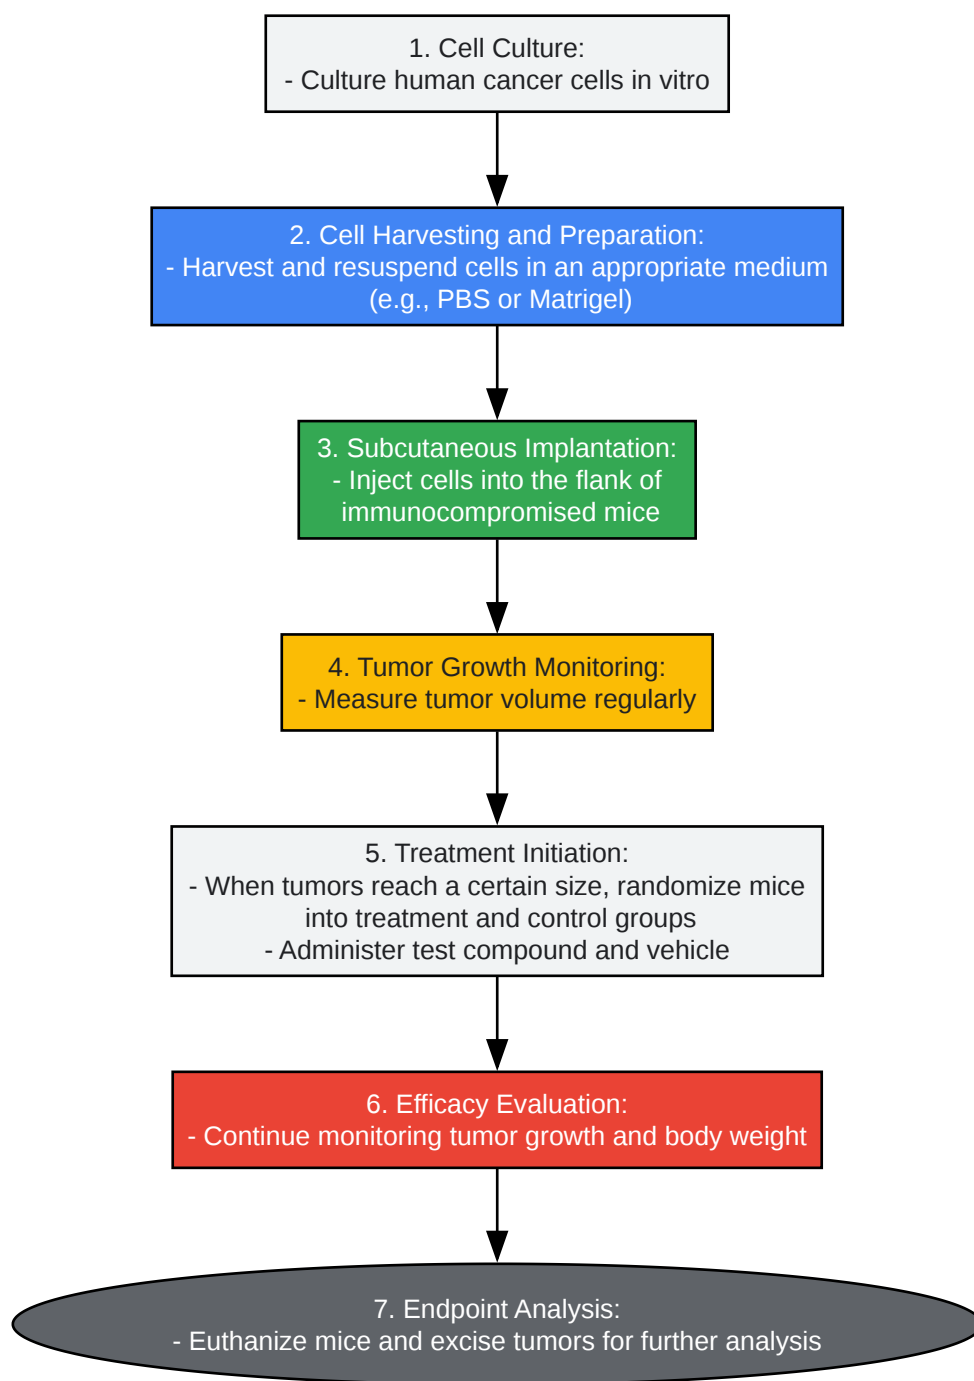 1. Cell Culture:
- Culture human cancer cells in vitro
2. Cell Harvesting and Preparation:
- Harvest and resuspend cells in an appropriate medium
(e.g., PBS or Matrigel)
3. Subcutaneous Implantation:
- Inject cells into the flank of
immunocompromised mice
4. Tumor Growth Monitoring:
- Measure tumor volume regularly
5. Treatment Initiation:
- When tumors reach a certain size, randomize mice
into treatment and control groups
- Administer test compound and vehicle
6. Efficacy Evaluation:
- Continue monitoring tumor growth and body weight
7. Endpoint Analysis:
- Euthanize mice and excise tumors for further analysis